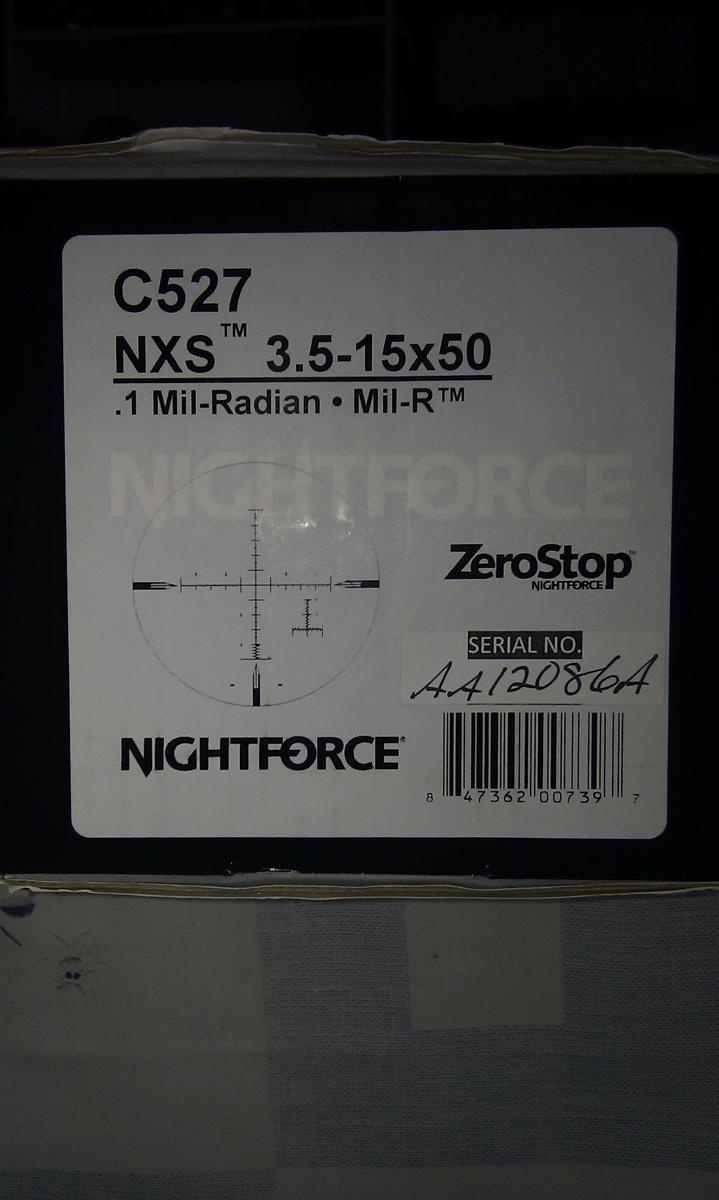 C527
NXS™ 3.5-15x50
.1 Mil-Radian • Mil-R™
NIGHTFORCE
ZeroStop™
NIGHTFORCE
SERIAL NO.
AA12086A
NIGHTFORCE®
8 47362 00739 7